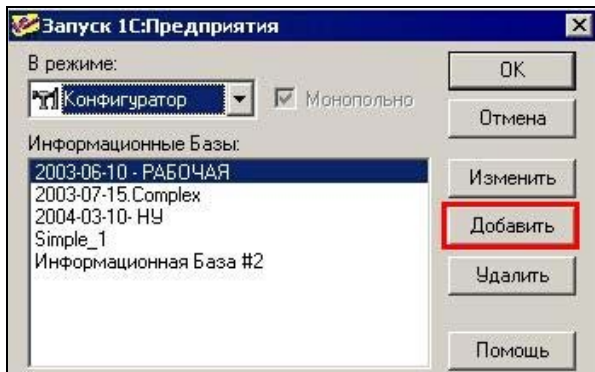 Запуск 1С:Предприятия
В режиме:
Конфигуратор
Монопольно
Информационные Базы:
2003-06-10 - РАБОЧАЯ
2003-07-15.Complex
2004-03-10- НУ
Simple_1
Информационная База #2
OK
Отмена
Изменить
Добавить
Удалить
Помощь